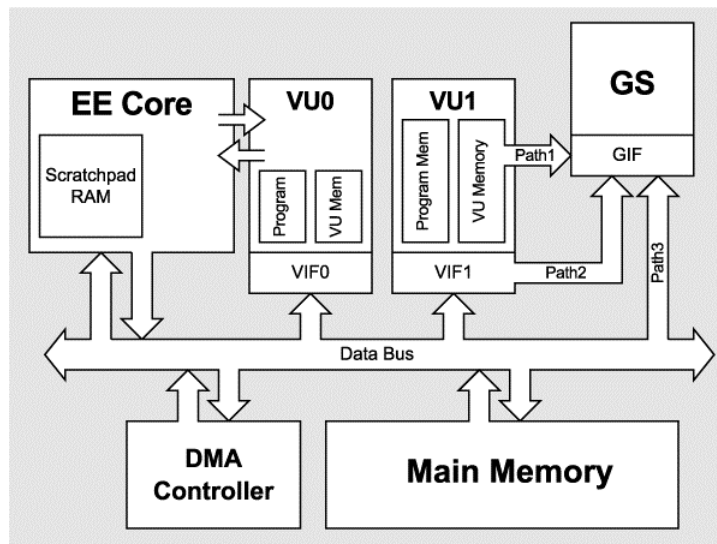 EE Core
Scratchpad
RAM
VU0
Program
VU Mem
VIF0
VU1
Program Mem
VU Memory
VIF1
Path1
Path2
GS
GIF
Path3
Data Bus
DMA
Controller
Main Memory